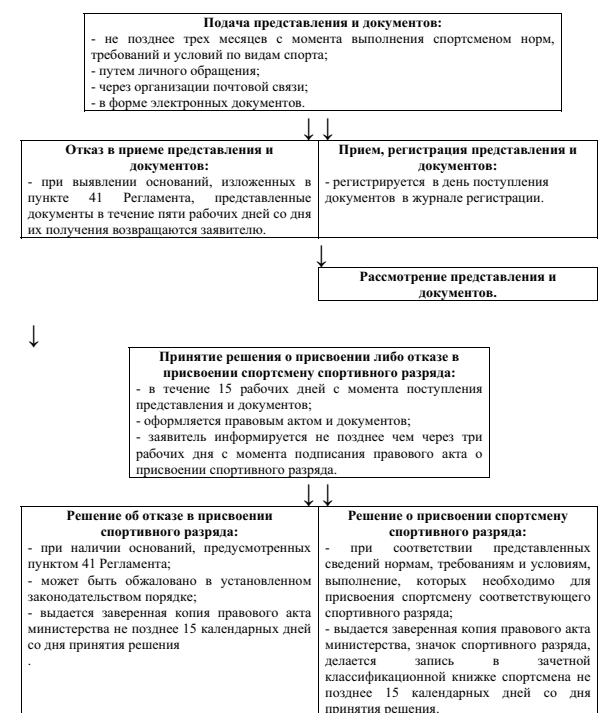 Подача представления и документов:
- не позднее трех месяцев с момента выполнения спортсменом норм,
требований и условий по видам спорта;
- путем личного обращения;
- через организации почтовой связи;
- в форме электронных документов.
Отказ в приеме представления и
документов:
- при выявлении оснований, изложенных в
пункте 41 Регламента, представленные
документы в течение пяти рабочих дней со дня
их получения возвращаются заявителю.
Прием, регистрация представления и
документов:
- регистрируется в день поступления
документов в журнале регистрации.
Рассмотрение представления и
документов.
Принятие решения о присвоении либо отказе в
присвоении спортсмену спортивного разряда:
- в течение 15 рабочих дней с момента поступления
представления и документов;
- оформляется правовым актом и документов;
- заявитель информируется не позднее чем через три
рабочих дня с момента подписания правового акта о
присвоении спортивного разряда.
Решение об отказе в присвоении
спортивного разряда:
- при наличии оснований, предусмотренных
пунктом 41 Регламента;
- может быть обжаловано в установленном
законодательством порядке;
- выдается заверенная копия правового акта
министерства не позднее 15 календарных дней
со дня принятия решения
.
Решение о присвоении спортсмену
спортивного разряда:
- при соответствии представленных
сведений нормам, требованиям и условиям,
выполнение, которых необходимо для
присвоения спортсмену соответствующего
спортивного разряда;
- выдается заверенная копия правового акта
министерства, значок спортивного разряда,
делается запись в зачетной
классификационной книжке спортсмена не
позднее 15 календарных дней со дня
принятия решения.